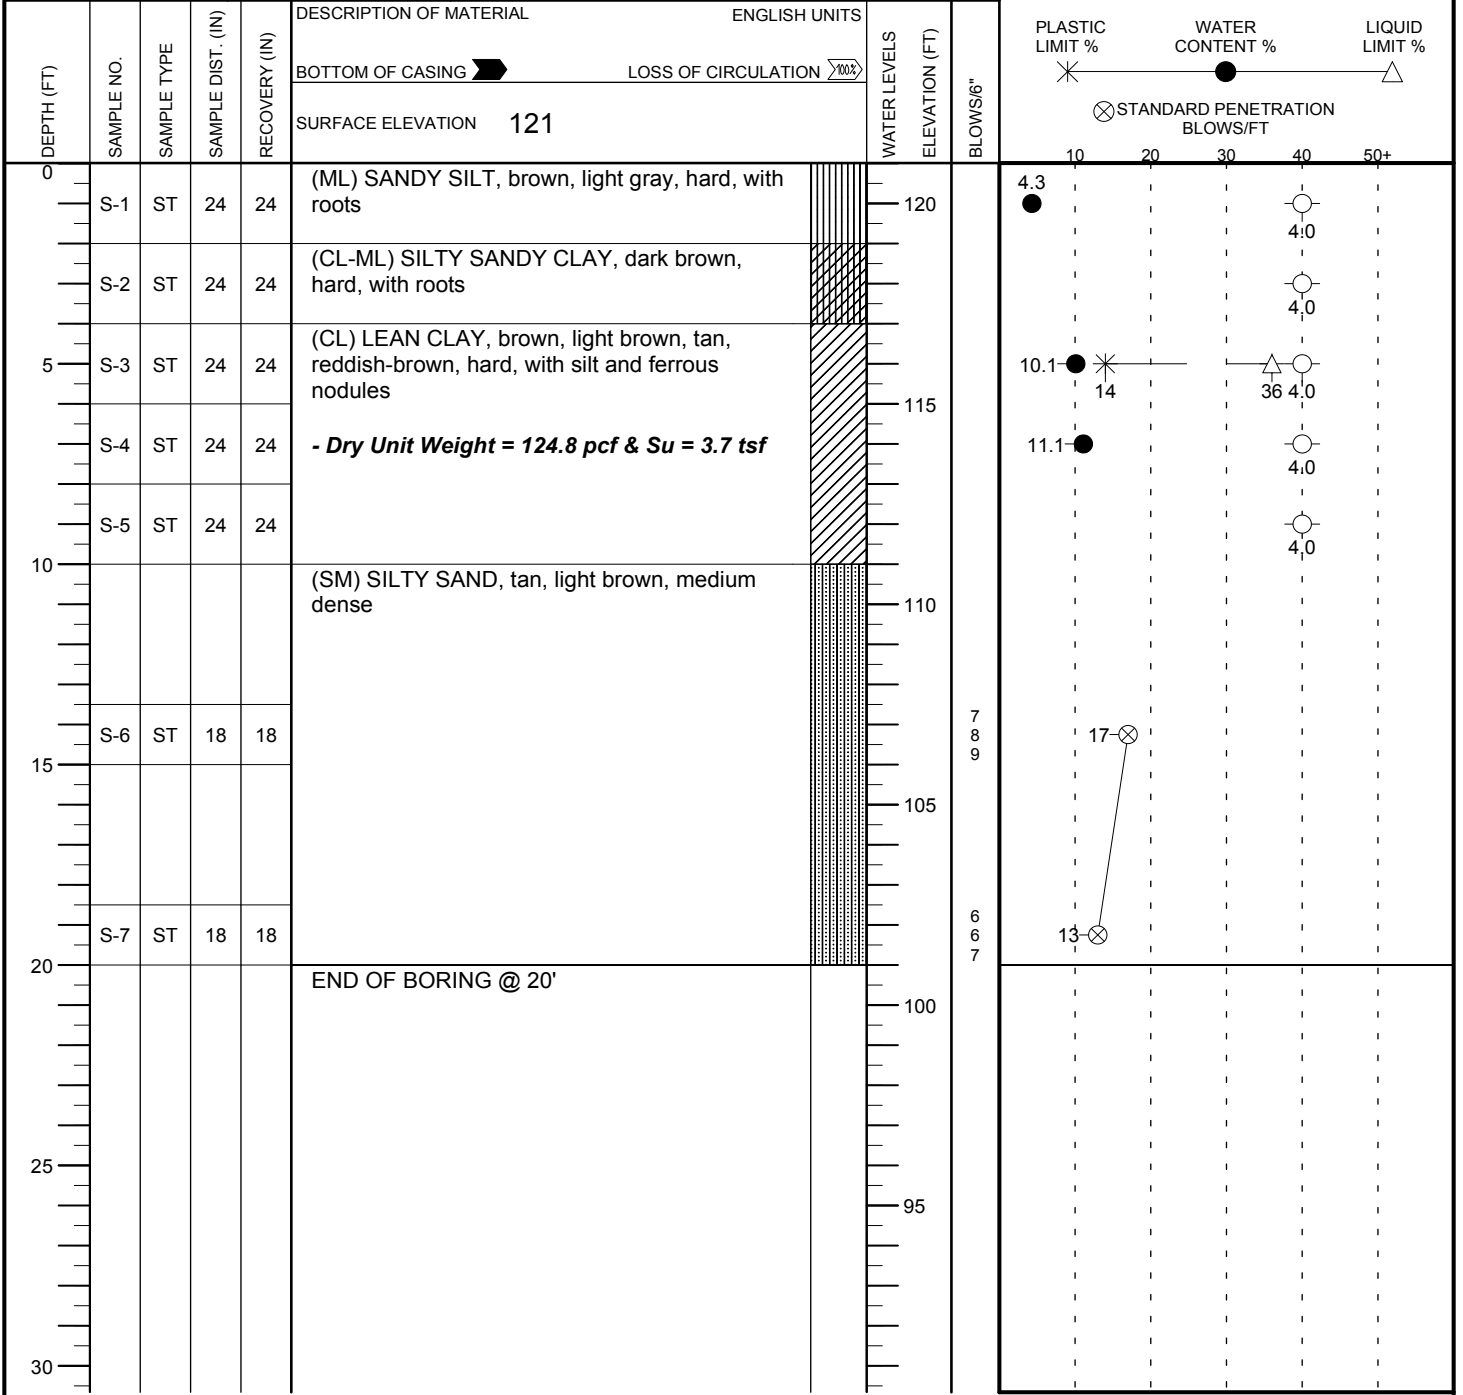 DEPTH (FT)
SAMPLE NO.
SAMPLE TYPE
SAMPLE DIST. (IN)
RECOVERY (IN)
DESCRIPTION OF MATERIAL ENGLISH UNITS
BOTTOM OF CASING LOSS OF CIRCULATION 100%
SURFACE ELEVATION 121
WATER LEVELS
ELEVATION (FT)
BLOWS/6"
PLASTIC LIMIT %
WATER CONTENT %
LIQUID LIMIT %
STANDARD PENETRATION
BLOWS/FT
10 20 30 40 50+
0
(ML) SANDY SILT, brown, light gray, hard, with
roots
S-1 ST 24 24 120 4.3 4.0
(CL-ML) SILTY SANDY CLAY, dark brown,
hard, with roots
S-2 ST 24 24 4.0
(CL) LEAN CLAY, brown, light brown, tan,
reddish-brown, hard, with silt and ferrous
nodules
5 S-3 ST 24 24 10.1 14 36 4.0
115
S-4 ST 24 24 - Dry Unit Weight = 124.8 pcf & Su = 3.7 tsf 11.1 4.0
S-5 ST 24 24 4.0
10
(SM) SILTY SAND, tan, light brown, medium
dense
110
7
S-6 ST 18 18 8 17
9
15
105
6
S-7 ST 18 18 6 13
7
20
END OF BORING @ 20'
100
25
95
30